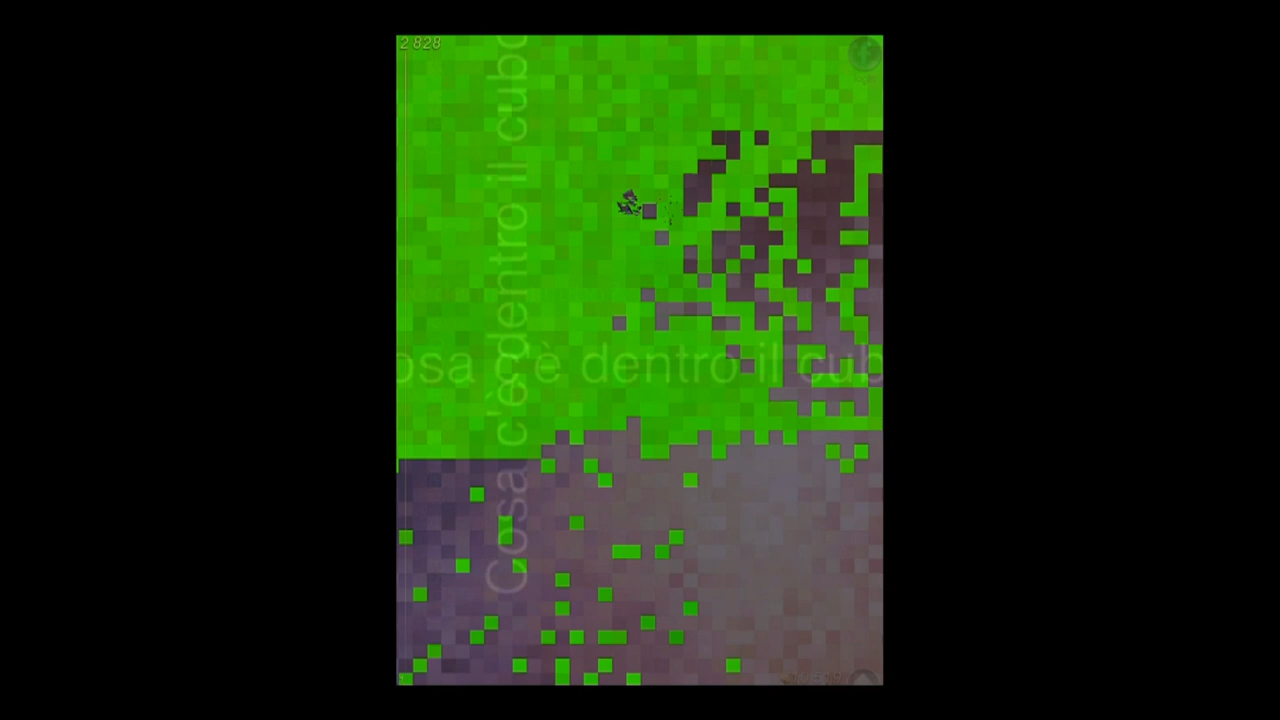 2 828
Cosa c'è dentro il cubo
osa c'è dentro il cub